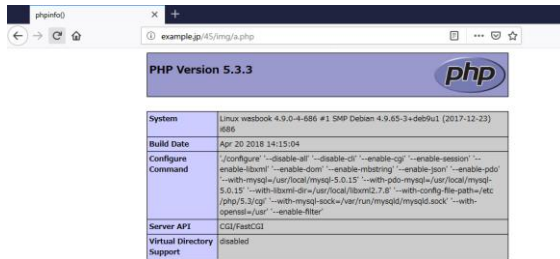 phpinfo()
example.jp/45/img/a.php
PHP Version 5.3.3
php
System
Linux wasbook 4.9.0-4-686 #1 SMP Debian 4.9.65-3+deb9u1 (2017-12-23)
i686
Build Date
Apr 20 2018 14:15:04
Configure
Command
'./configure' '--disable-all' '--disable-cli' '--enable-cgi' '--enable-session' '--
enable-libxml' '--enable-dom' '--enable-mbstring' '--enable-json' '--enable-pdo'
'--with-mysql=/usr/local/mysql-5.0.15' '--with-pdo-mysql=/usr/local/mysql-
5.0.15' '--with-libxml-dir=/usr/local/libxml2.7.8' '--with-config-file-path=/etc
/php/5.3/cgi' '--with-mysql-sock=/var/run/mysqld/mysqld.sock' '--with-
openssl=/usr' '--enable-filter'
Server API
CGI/FastCGI
Virtual Directory
Support
disabled